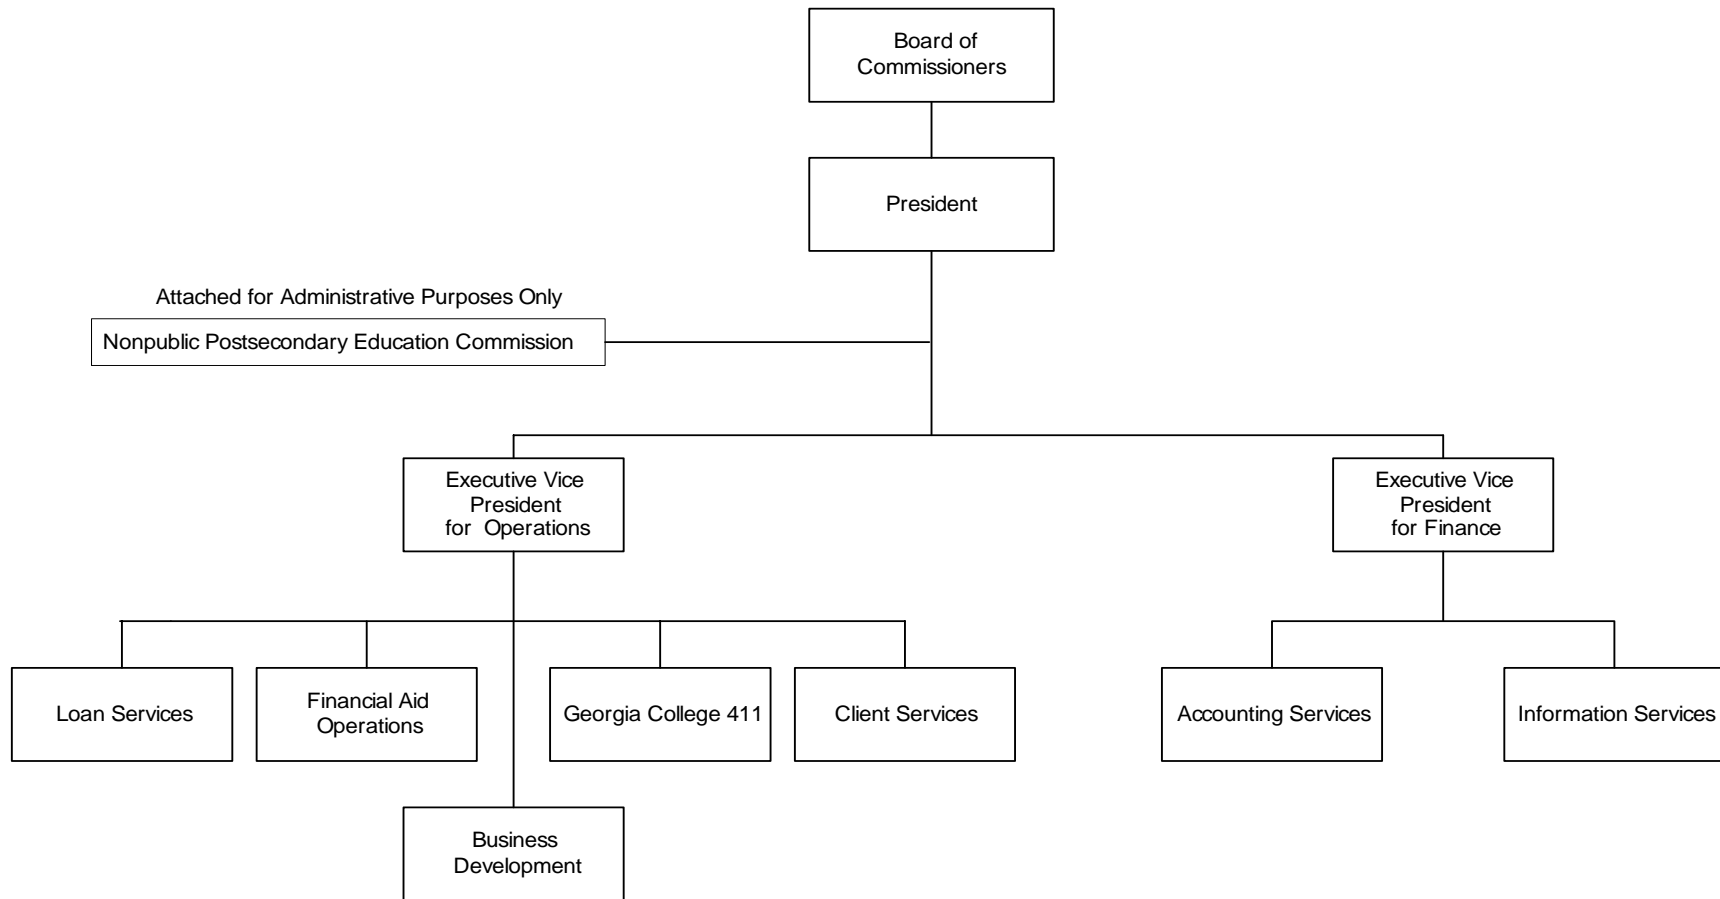 Board of
Commissioners
President
Attached for Administrative Purposes Only
Nonpublic Postsecondary Education Commission
Executive Vice
President
for Operations
Executive Vice
President
for Finance
Loan Services
Financial Aid
Operations
Georgia College 411
Client Services
Accounting Services
Information Services
Business
Development